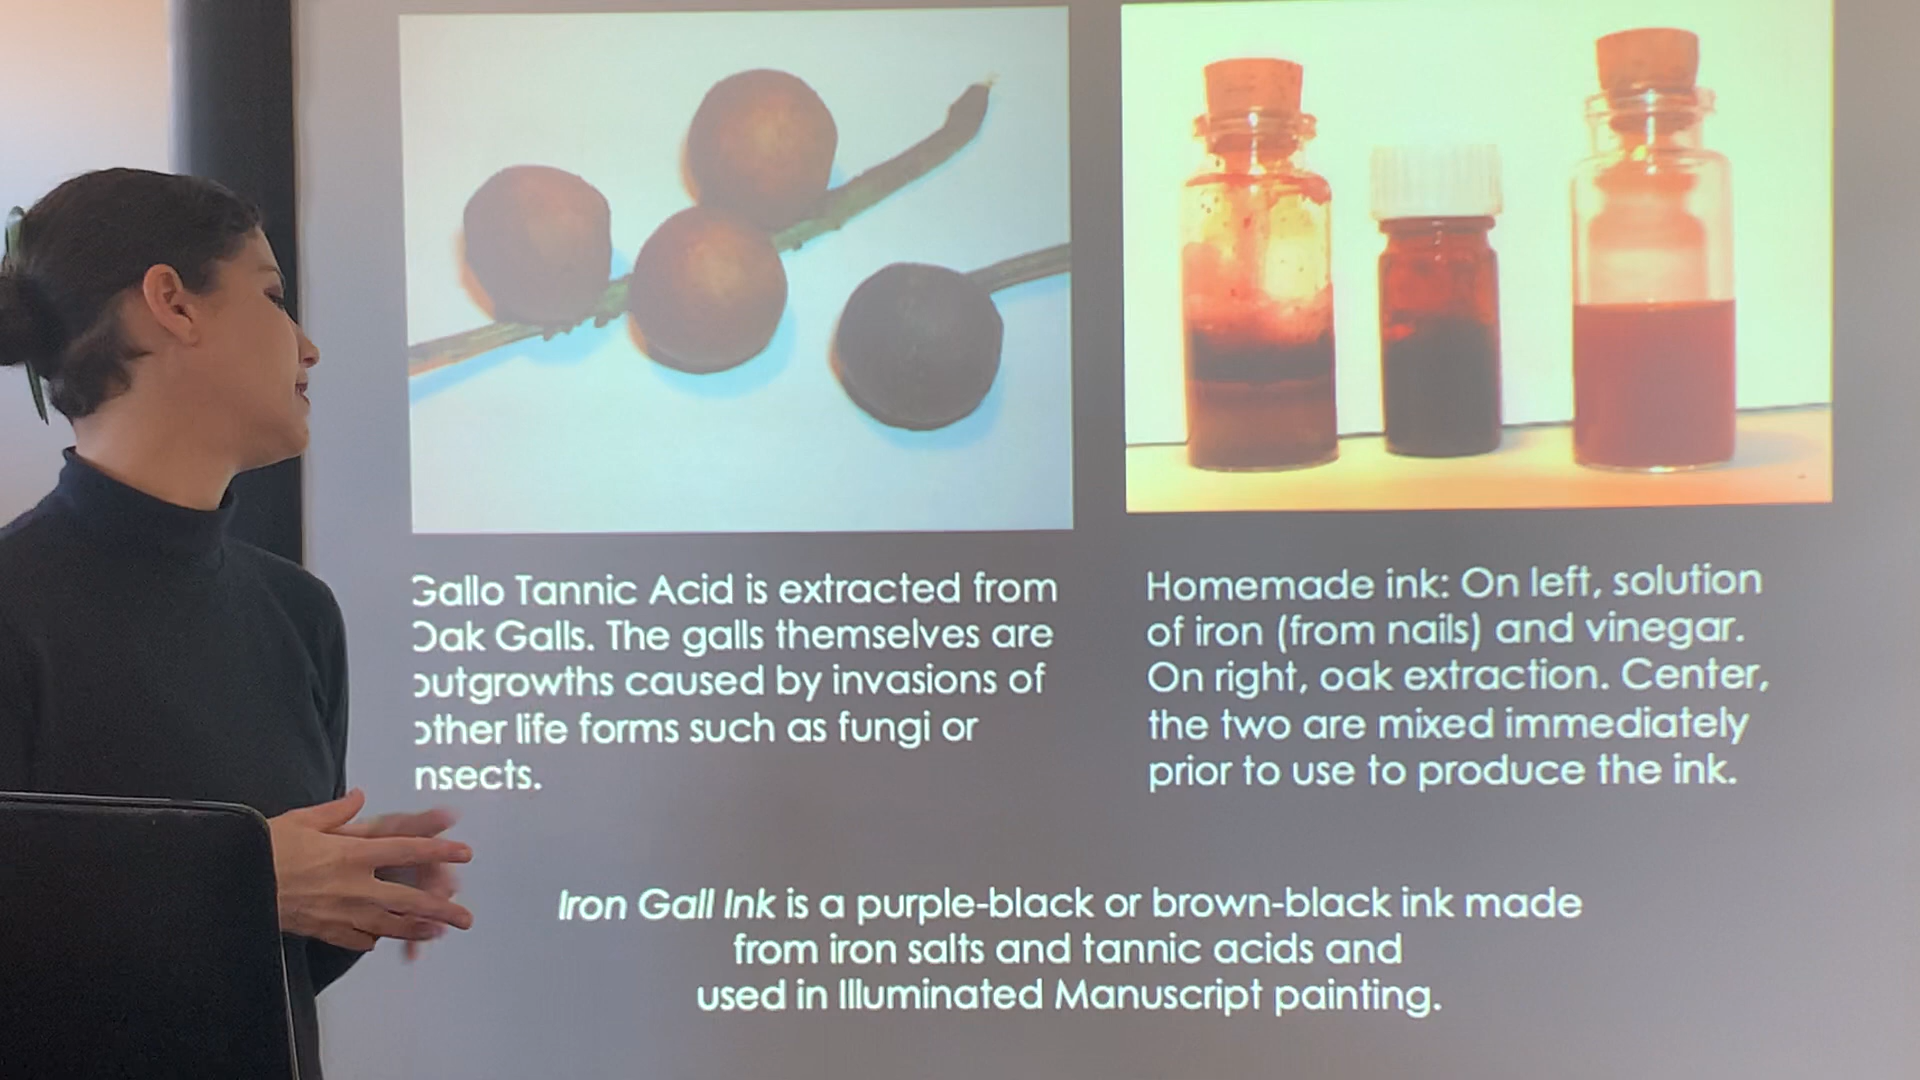 Gallo Tannic Acid is extracted from
Oak Galls. The galls themselves are
outgrowths caused by invasions of
other life forms such as fungi or
nsects.
Homemade ink: On left, solution
of iron (from nails) and vinegar.
On right, oak extraction. Center,
the two are mixed immediately
prior to use to produce the ink.
Iron Gall Ink is a purple-black or brown-black ink made
from iron salts and tannic acids and
used in Illuminated Manuscript painting.